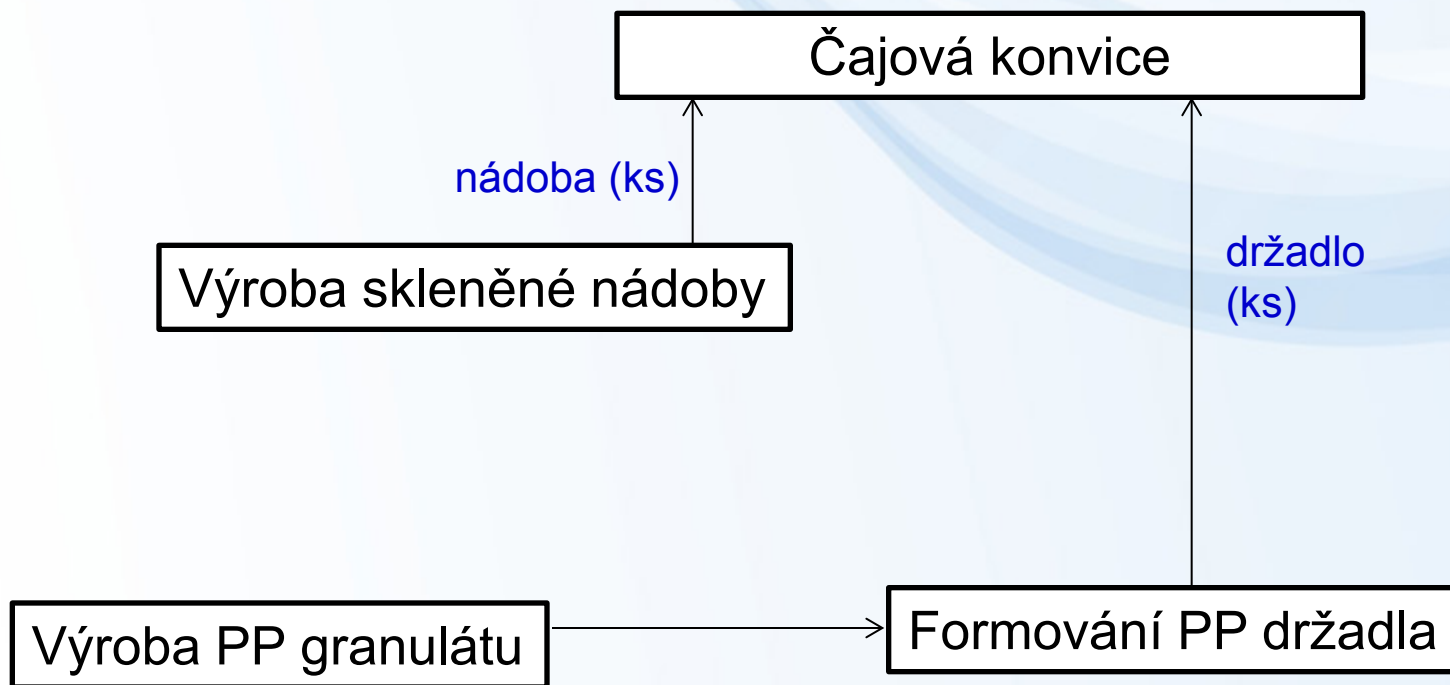 Čajová konvice
nádoba (ks)
Výroba skleněné nádoby
držadlo
(ks)
Výroba PP granulátu
Formování PP držadla